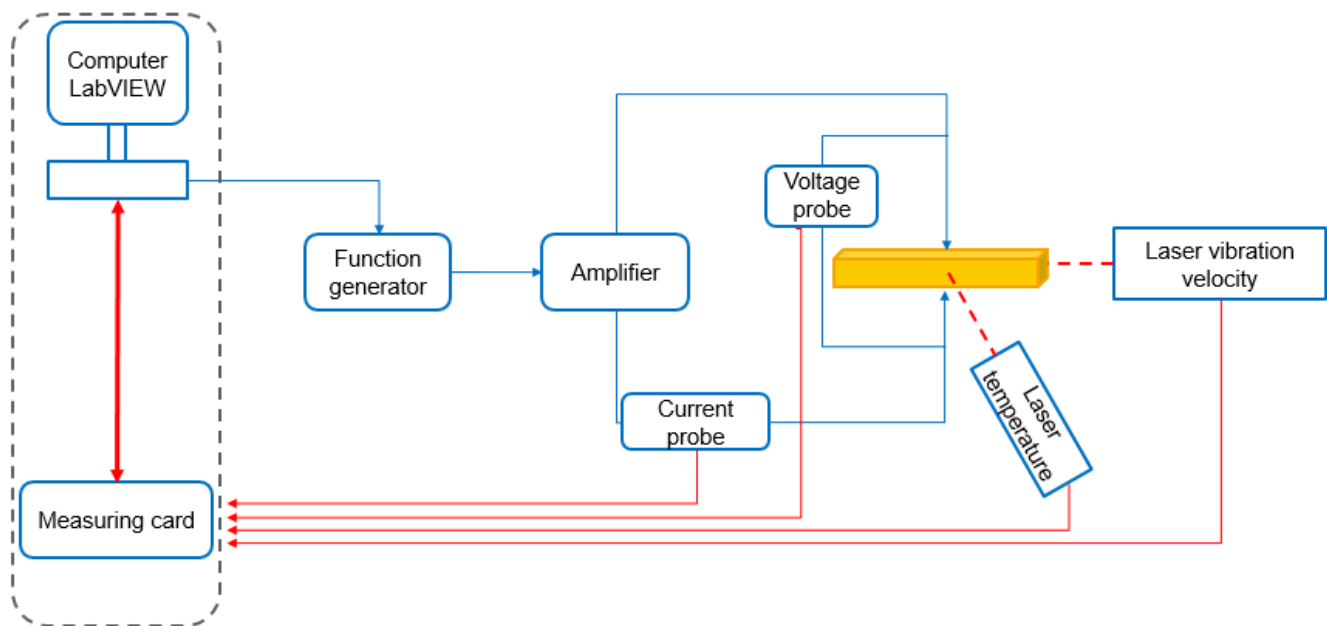 Computer
LabVIEW
Function
generator
Amplifier
Voltage
probe
Laser vibration
velocity
Laser
temperature
Current
probe
Measuring card